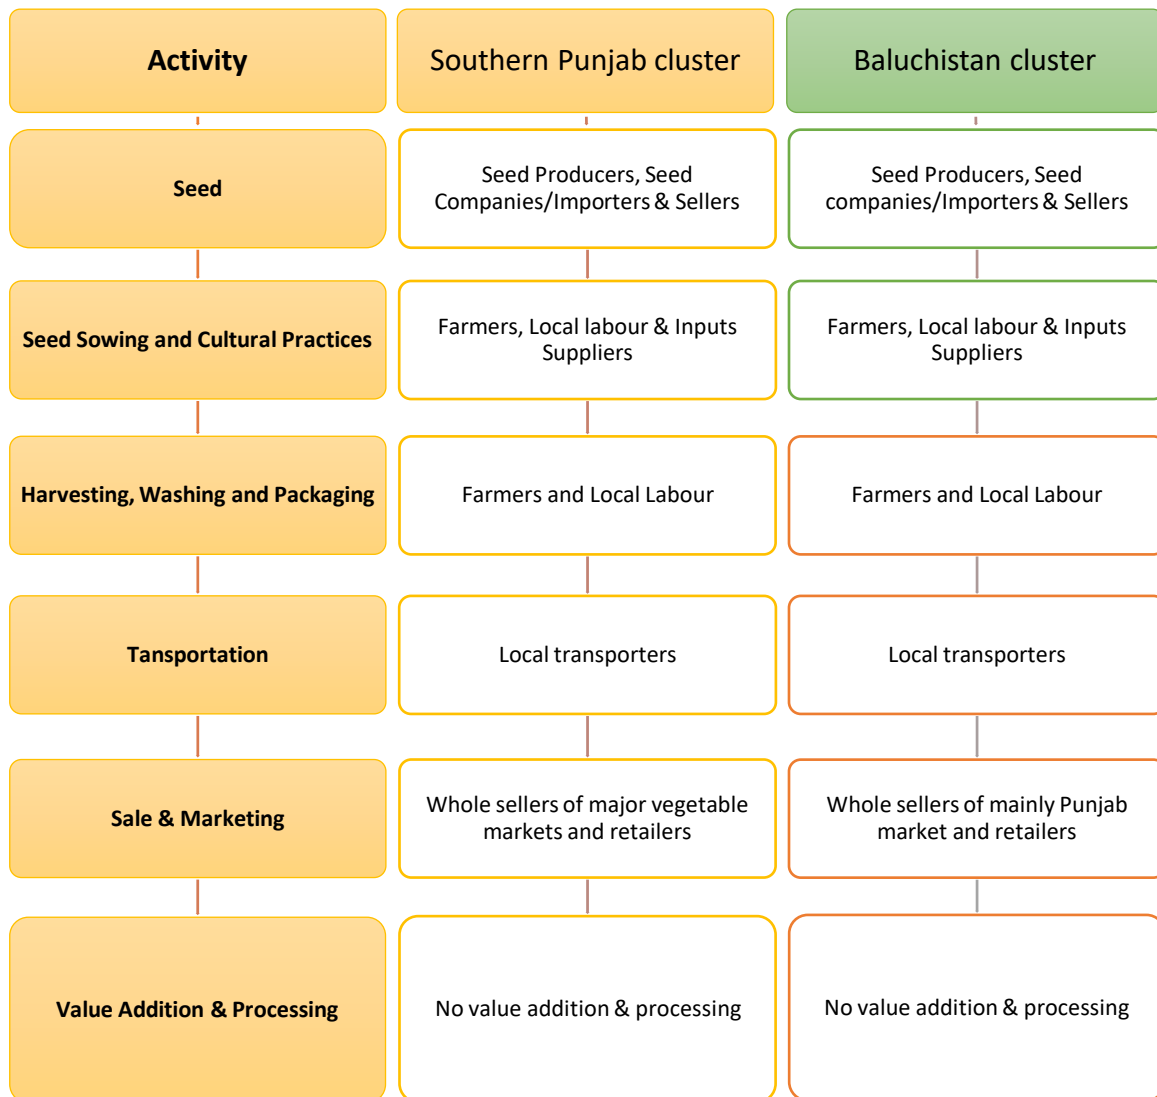 Activity
Southern Punjab cluster
Baluchistan cluster
Seed
Seed Producers, Seed
Companies/Importers & Sellers
Seed Producers, Seed
companies/Importers & Sellers
Seed Sowing and Cultural Practices
Farmers, Local labour & Inputs
Suppliers
Farmers, Local labour & Inputs
Suppliers
Harvesting, Washing and Packaging
Farmers and Local Labour
Farmers and Local Labour
Tansportation
Local transporters
Local transporters
Sale & Marketing
Whole sellers of major vegetable
markets and retailers
Whole sellers of mainly Punjab
market and retailers
Value Addition & Processing
No value addition & processing
No value addition & processing